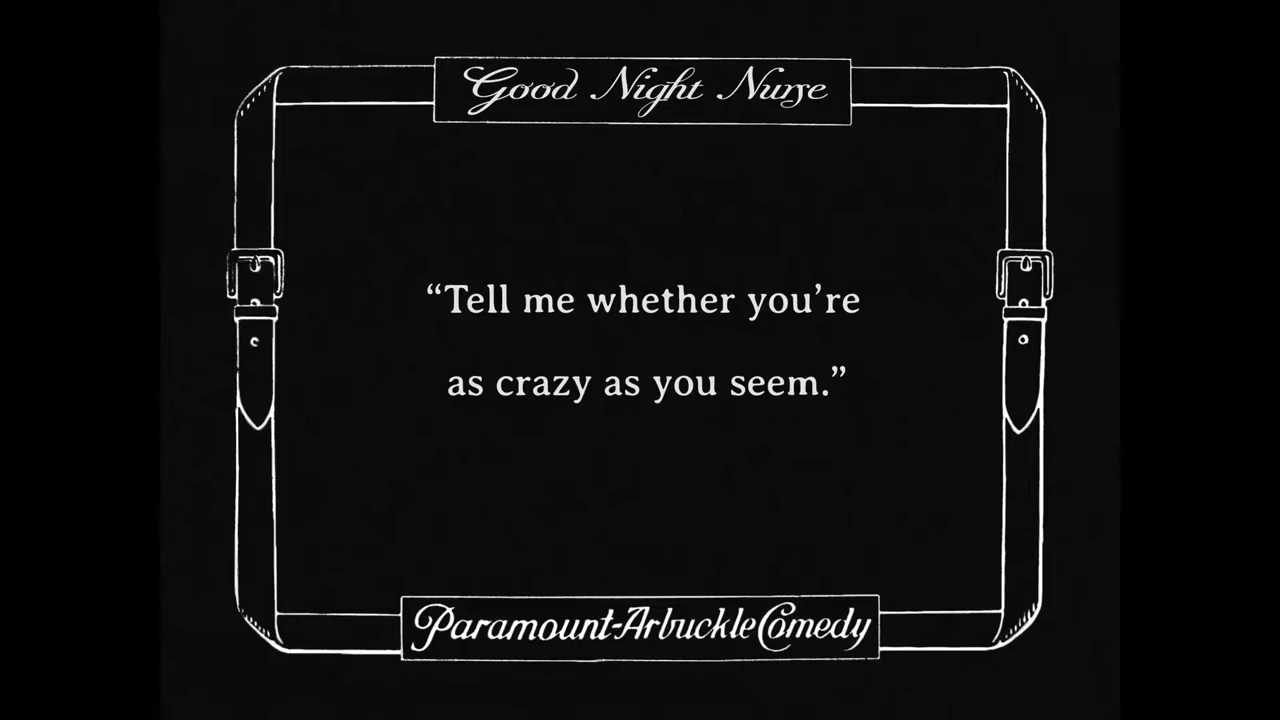 Good Night Nurse
“Tell me whether you’re
as crazy as you seem.”
Paramount-Arbuckle Comedy